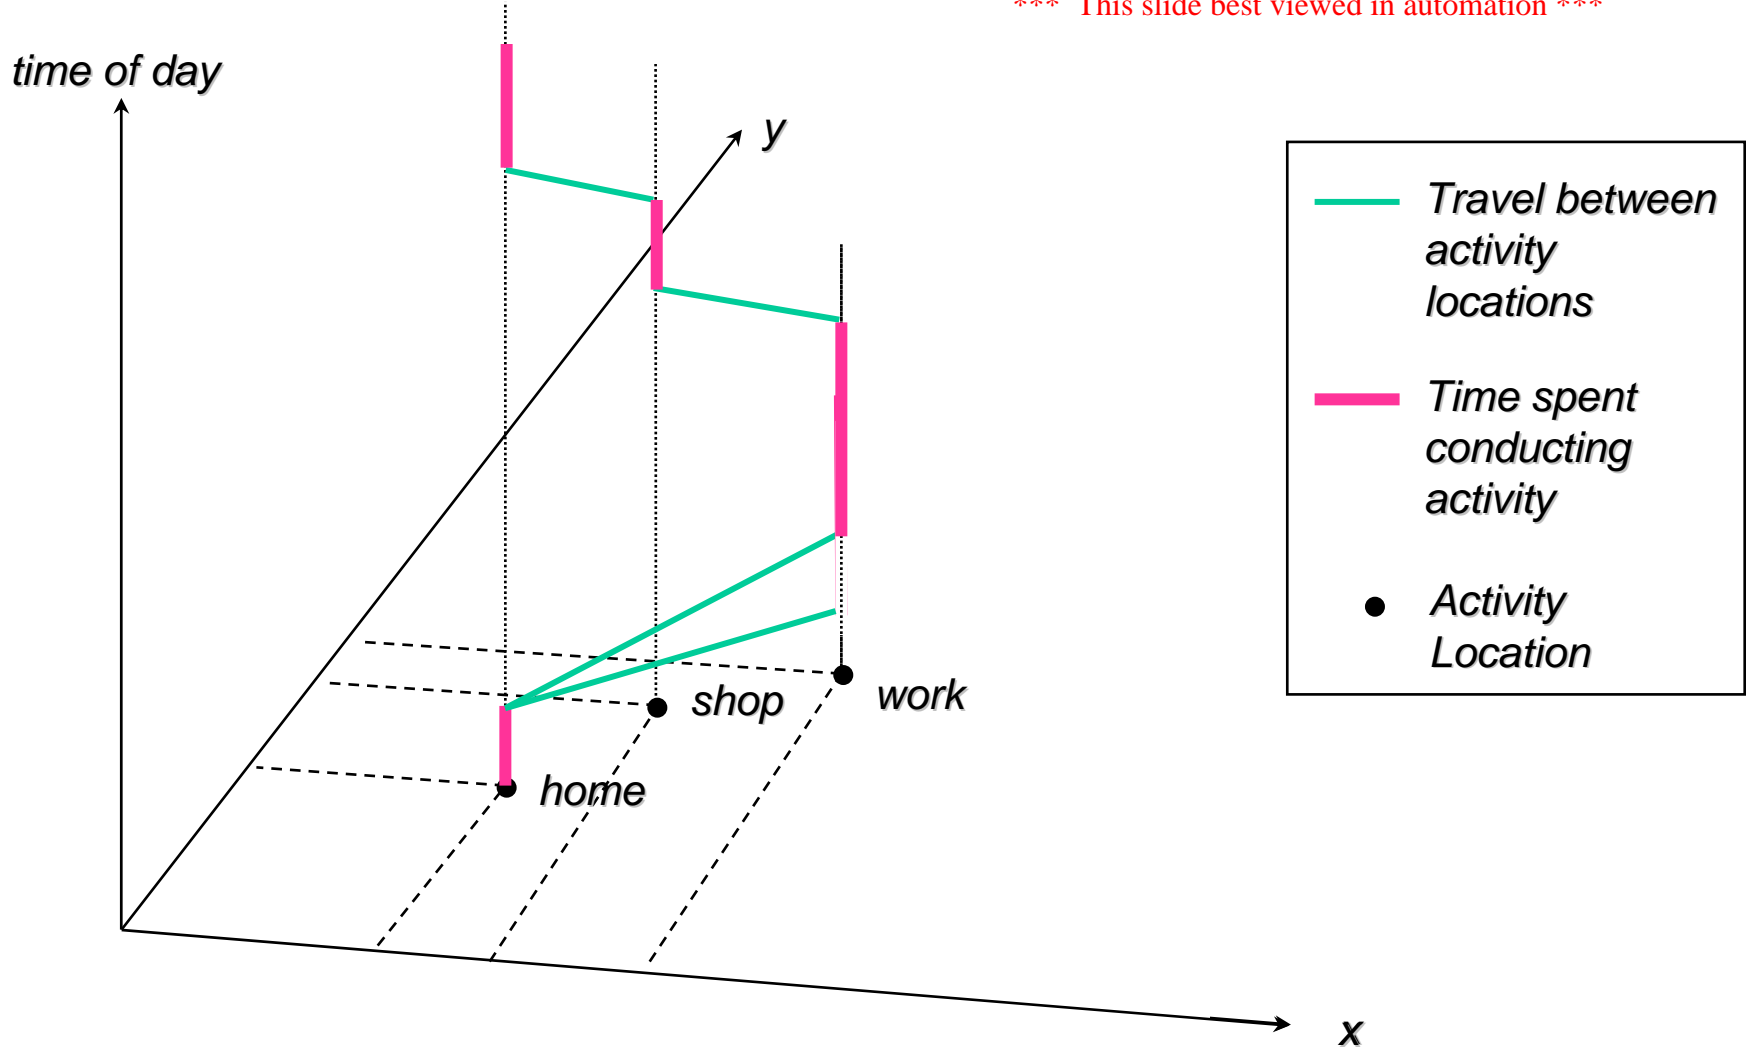 *** This slide best viewed in automation ***
time of day
y
Travel between
activity
locations
Time spent
conducting
activity
Activity
Location
shop
work
home
x